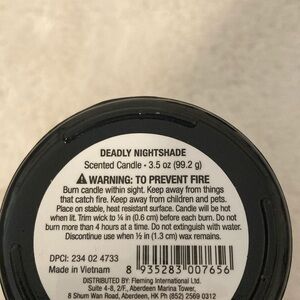 DEADLY NIGHTSHADE
Scented Candle • 3.5 oz (99.2 g)
⚠ WARNING: TO PREVENT FIRE
Burn candle within sight. Keep away from things
that catch fire. Keep away from children and pets.
Place on stable, heat resistant surface. Candle will be hot
when lit. Trim wick to ¼ in (0.6 cm) before each burn. Do not
burn more than 4 hours at a time. Do not extinguish with water.
Discontinue use when ½ in (1.3 cm) wax remains.
DPCI: 234 02 4733
Made in Vietnam
8 935283 007656
DISTRIBUTED BY: Fleming International Ltd.
Suite 4-8, 2/F, Aberdeen Marina Tower,
8 Shum Wan Road, Aberdeen, HK Ph (852) 2569 0312